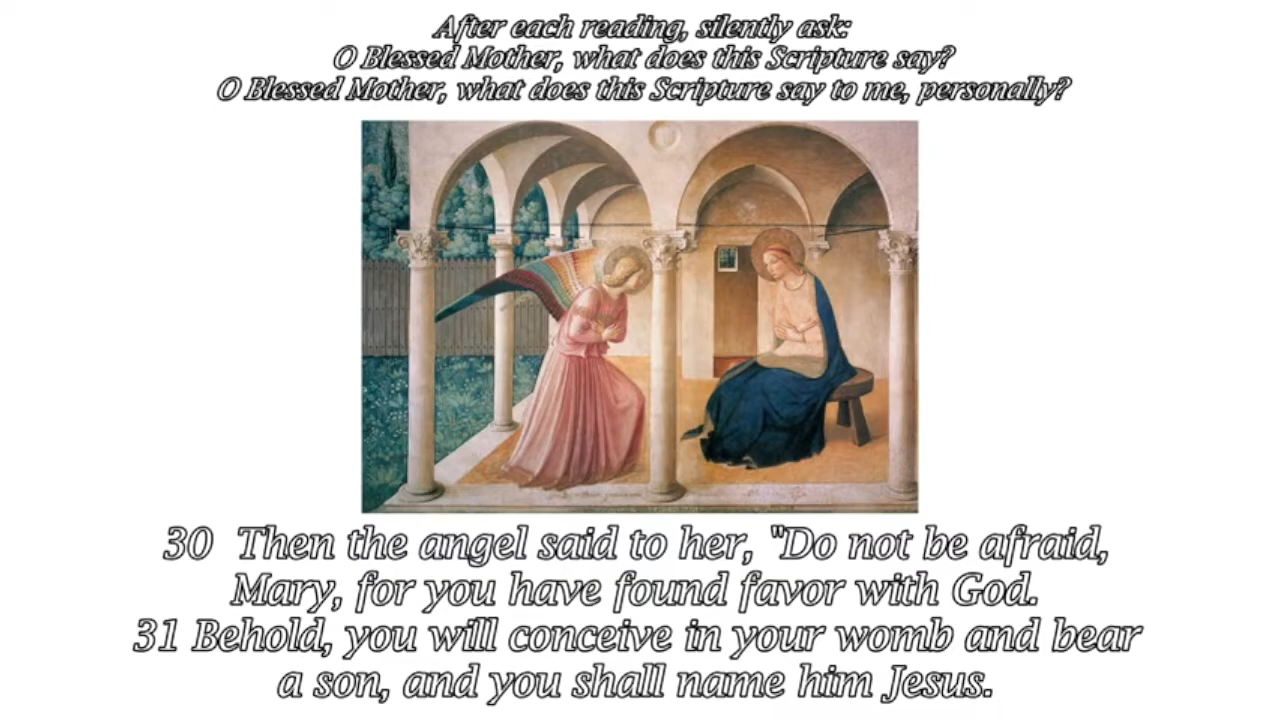 After each reading, silently ask:
O Blessed Mother, what does this Scripture say?
O Blessed Mother, what does this Scripture say to me, personally?
30 Then the angel said to her, "Do not be afraid,
Mary, for you have found favor with God.
31 Behold, you will conceive in your womb and bear
a son, and you shall name him Jesus.